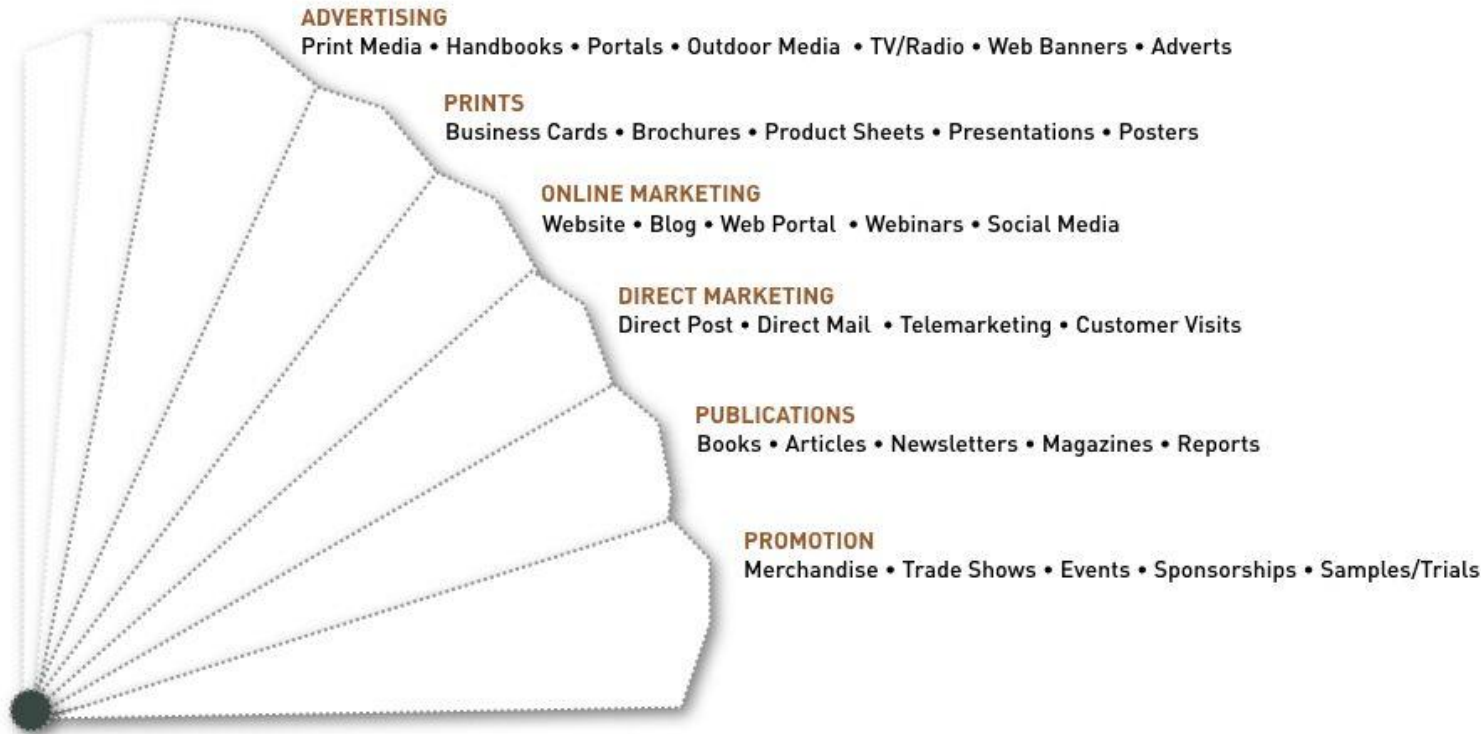 ADVERTISING
Print Media • Handbooks • Portals • Outdoor Media • TV/Radio • Web Banners • Adverts
PRINTS
Business Cards • Brochures • Product Sheets • Presentations • Posters
ONLINE MARKETING
Website • Blog • Web Portal • Webinars • Social Media
DIRECT MARKETING
Direct Post • Direct Mail • Telemarketing • Customer Visits
PUBLICATIONS
Books • Articles • Newsletters • Magazines • Reports
PROMOTION
Merchandise • Trade Shows • Events • Sponsorships • Samples/Trials